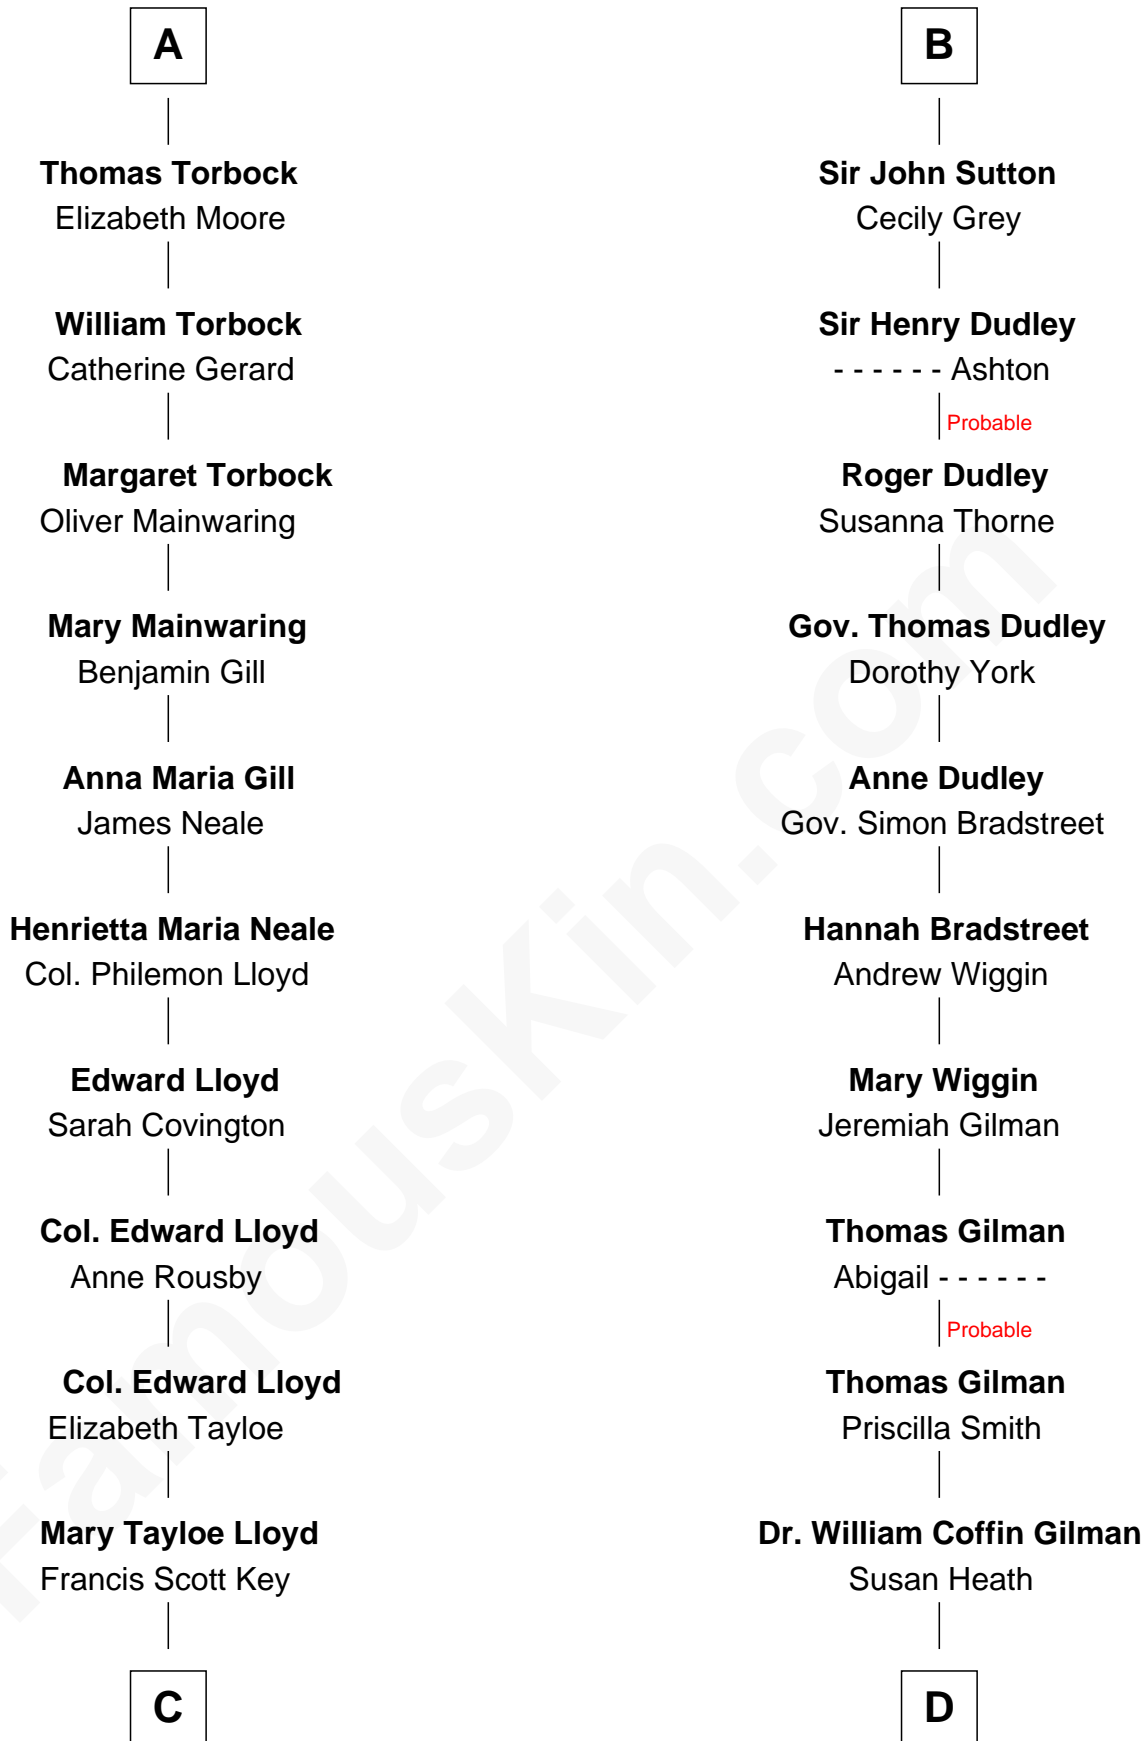 A
Thomas Torbock
Elizabeth Moore
William Torbock
Catherine Gerard
Margaret Torbock
Oliver Mainwaring
Mary Mainwaring
Benjamin Gill
Anna Maria Gill
James Neale
Henrietta Maria Neale
Col. Philemon Lloyd
Edward Lloyd
Sarah Covington
Col. Edward Lloyd
Anne Rousby
Col. Edward Lloyd
Elizabeth Tayloe
Mary Tayloe Lloyd
Francis Scott Key
C
B
Sir John Sutton
Cecily Grey
Sir Henry Dudley
- - - - - - Ashton
Probable
Roger Dudley
Susanna Thorne
Gov. Thomas Dudley
Dorothy York
Anne Dudley
Gov. Simon Bradstreet
Hannah Bradstreet
Andrew Wiggin
Mary Wiggin
Jeremiah Gilman
Thomas Gilman
Abigail - - - - - -
Probable
Thomas Gilman
Priscilla Smith
Dr. William Coffin Gilman
Susan Heath
D
FamousKin.com